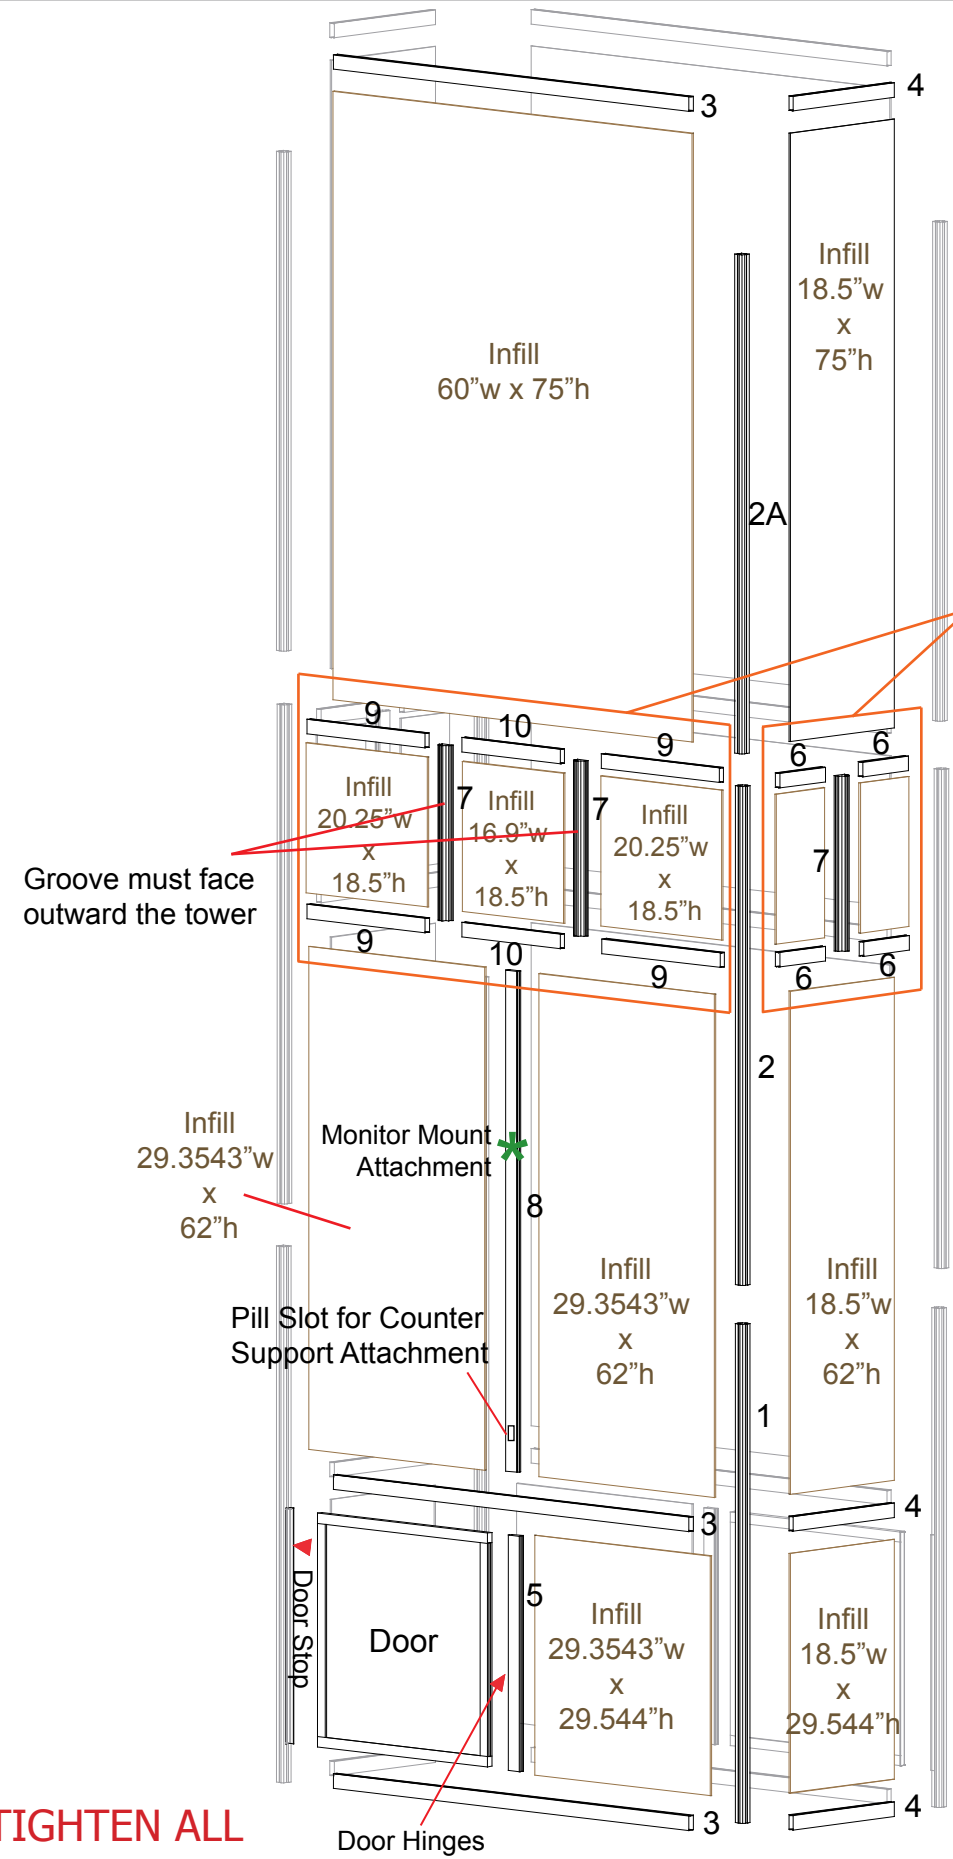 3
4
Infill
18.5”w
x
75”h
Infill
60”w x 75”h
2A
9
10
9
6
6
Infill
20.25”w
x
18.5”h
7
Infill
16.9”w
x
18.5”h
7
Infill
20.25”w
x
18.5”h
7
Groove must face
outward the tower
9
10
9
6
6
2
Infill
29.3543”w
x
62”h
Monitor Mount
Attachment
8
Infill
29.3543”w
x
62”h
Infill
18.5”w
x
62”h
Pill Slot for Counter
Support Attachment
1
3
4
Door Stop
Door
5
Infill
29.3543”w
x
29.544”h
Infill
18.5”w
x
29.544”h
3
4
TIGHTEN ALL
Door Hinges